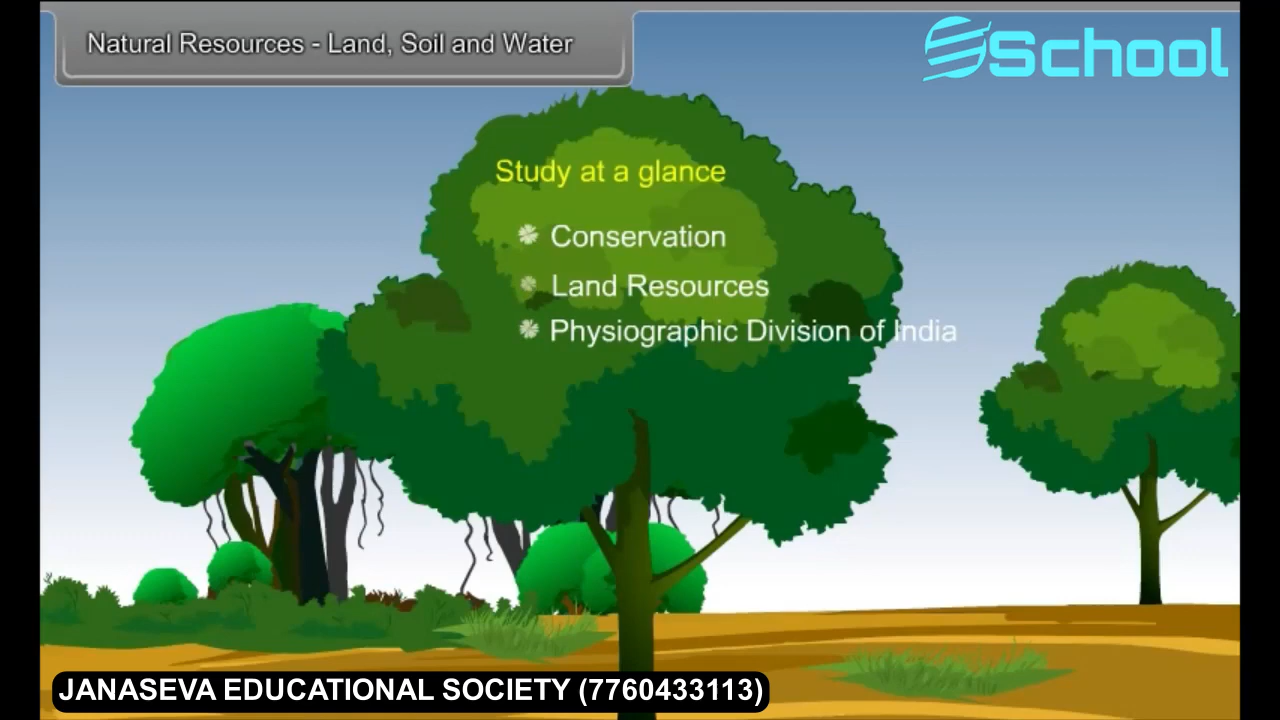 Natural Resources - Land, Soil and Water
School
Study at a glance
Conservation
Land Resources
Physiographic Division of India
JANASEVA EDUCATIONAL SOCIETY (7760433113)